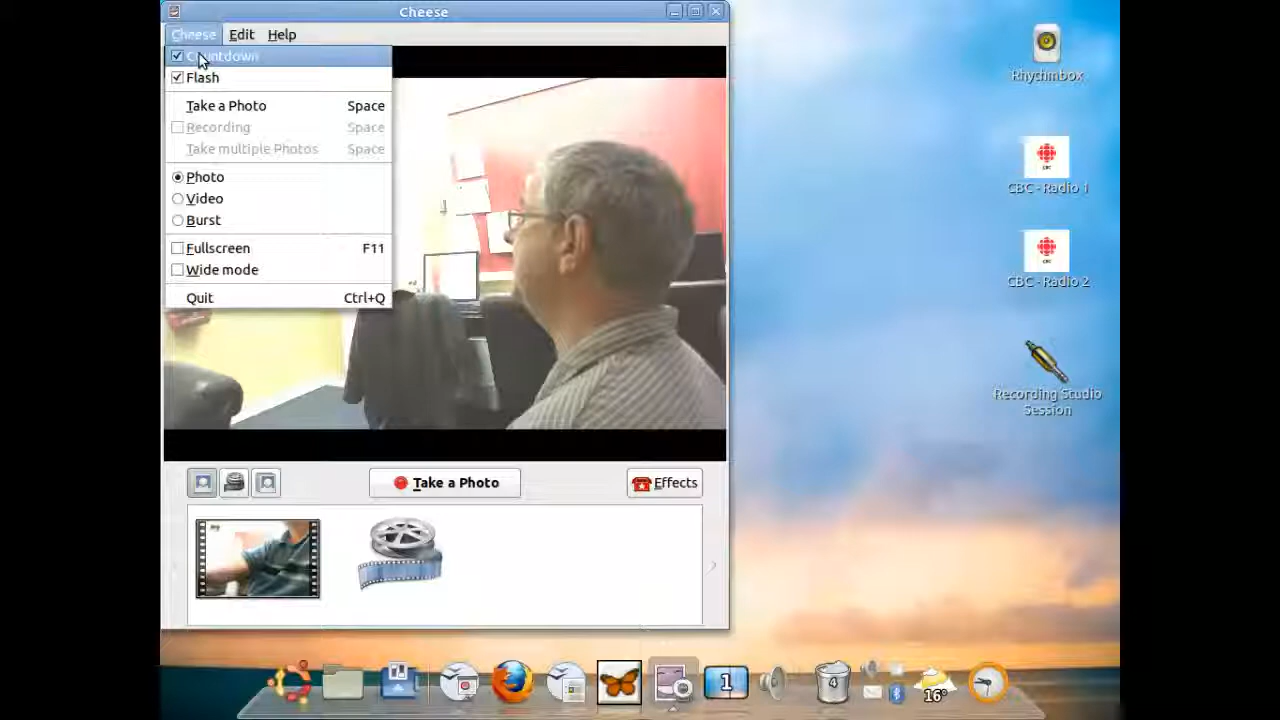 Cheese
Cheese Edit Help
Countdown
Flash
Take a Photo Space
Recording Space
Take multiple Photos Space
Photo
Video
Burst
Fullscreen F11
Wide mode
Quit Ctrl+Q
Take a Photo
Effects
Rhythmbox
CBC
CBC - Radio 1
CBC
CBC - Radio 2
Recording Studio
Session
1
4
16°